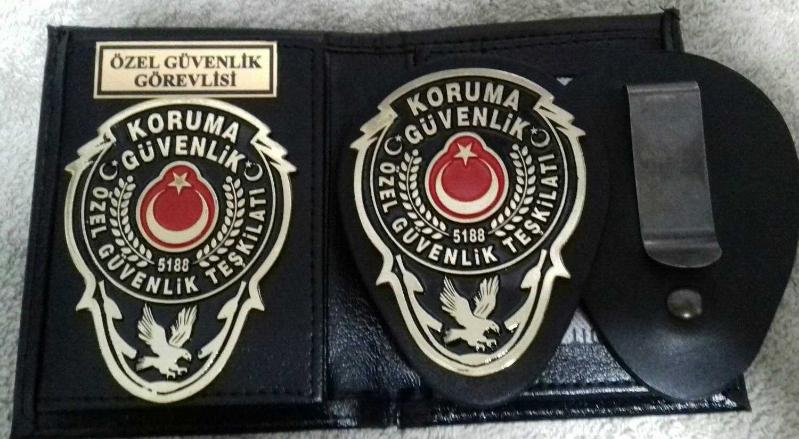 ÖZEL GÜVENLİK
GÖREVLİSİ
KORUMA
GÜVENLİK
5188
ÖZEL GÜVENLİK TEŞKİLATI
KORUMA
GÜVENLİK
5188
ÖZEL GÜVENLİK TEŞKİLATI